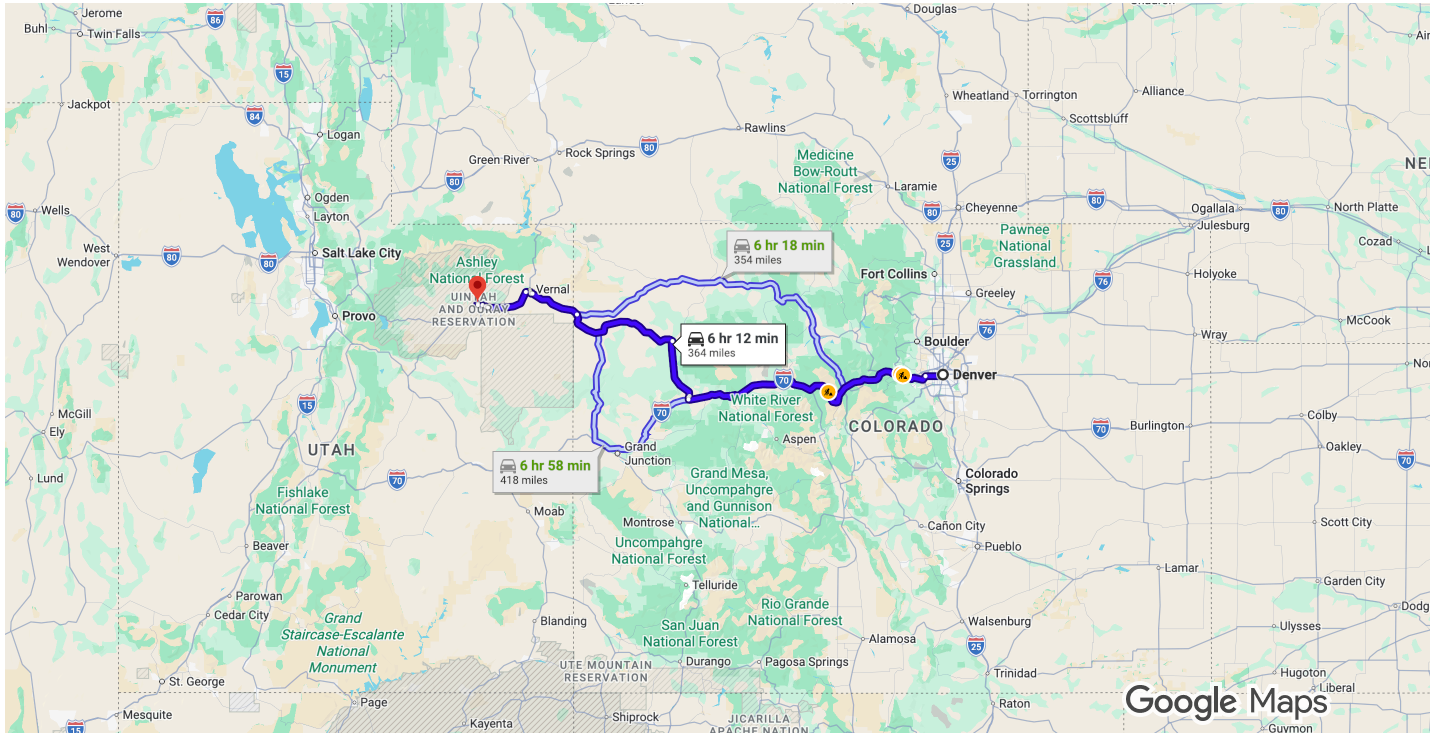 Jerome
86
Buhl
Twin Falls
Douglas
15
Jackpot
84
Wheatland
Torrington
Alliance
Scottsbluff
Logan
Rawlins
Rock Springs
80
Green River
Medicine
Bow-Routt
National Forest
25
NE
80
Laramie
Ogden
Layton
Wells
80
Cheyenne
80
80
Ogallala
80
North Platte
Julesburg
West
Wendover
80
Salt Lake City
80
6 hr 18 min
354 miles
25
Pawnee
National
Grassland
Cozad
Ashley
National Forest
Fort Collins
Holyoke
76
Vernal
Greeley
UINTAH
AND OURAY
RESERVATION
Provo
McCook
76
Wray
6 hr 12 min
364 miles
Boulder
70
Denver
White River
National Forest
15
70
McGill
Ely
COLORADO
Colby
70
Burlington
Aspen
UTAH
Grand
Junction
Oakley
70
6 hr 58 min
418 miles
70
Lund
Grand Mesa,
Uncompahgre
and Gunnison
National...
Colorado
Springs
Fishlake
National Forest
Moab
Montrose
Cañon City
Scott City
Beaver
Uncompahgre
National Forest
Pueblo
Lamar
Garden City
Telluride
Parowan
Cedar City
Rio Grande
National Forest
Dodg
Grand
Staircase-Escalante
National
Monument
Blanding
San Juan
National Forest
Walsenburg
Ulysses
Alamosa
25
UTE MOUNTAIN
RESERVATION
Durango
Pagosa Springs
Trinidad
Hugoton
Liberal
St. George
Page
Raton
Google Maps
Mesquite
15
Kayenta
Shiprock
JICARILLA
APACHE NATION
Guymon